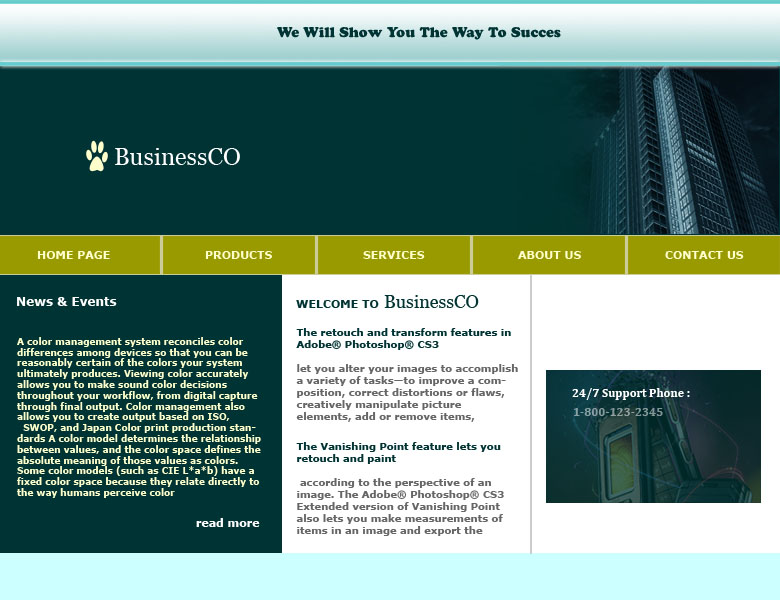 We Will Show You The Way To Succes
BusinessCO
HOME PAGE
PRODUCTS
SERVICES
ABOUT US
CONTACT US
News & Events
A color management system reconciles color
differences among devices so that you can be
reasonably certain of the colors your system
ultimately produces. Viewing color accurately
allows you to make sound color decisions
throughout your workflow, from digital capture
through final output. Color management also
allows you to create output based on ISO,
SWOP, and Japan Color print production stan-
dards A color model determines the relationship
between values, and the color space defines the
absolute meaning of those values as colors.
Some color models (such as CIE L*a*b) have a
fixed color space because they relate directly to
the way humans perceive color
read more
WELCOME TO BusinessCO
The retouch and transform features in
Adobe® Photoshop® CS3
let you alter your images to accomplish
a variety of tasks—to improve a com-
position, correct distortions or flaws,
creatively manipulate picture
elements, add or remove items,
The Vanishing Point feature lets you
retouch and paint
according to the perspective of an
image. The Adobe® Photoshop® CS3
Extended version of Vanishing Point
also lets you make measurements of
items in an image and export the
24/7 Support Phone :
1-800-123-2345